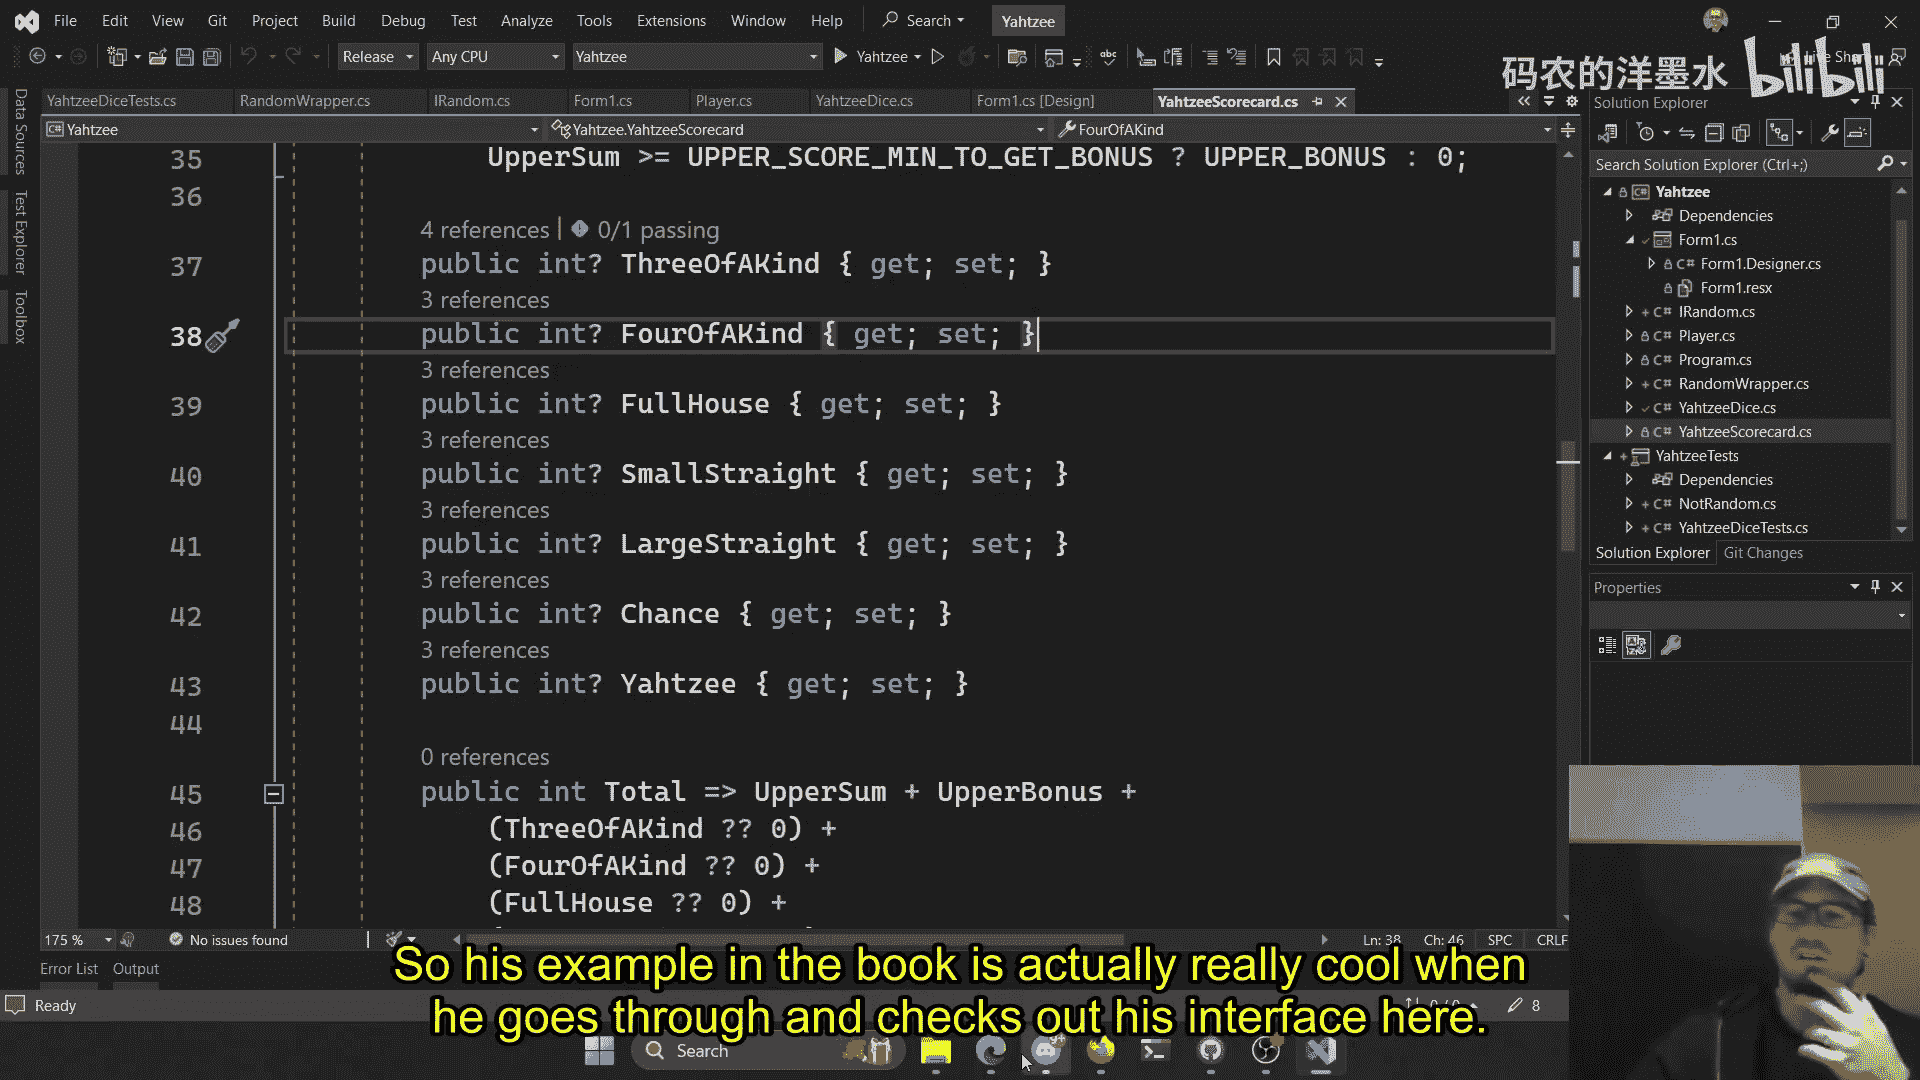 File Edit View Git Project Build Debug Test Analyze Tools Extensions Window Help Search Yahtzee
Release Any CPU Yahtzee Yahtzee
码农的洋墨水 bilibili
YahtzeeDiceTests.cs RandomWrapper.cs IRandom.cs Form1.cs Player.cs YahtzeeDice.cs Form1.cs [Design] YahtzeeScorecard.cs
Yahtzee Yahtzee.YahtzeeScorecard FourOfAKind
Data Sources
Test Explorer
Toolbox
35 UpperSum >= UPPER_SCORE_MIN_TO_GET_BONUS ? UPPER_BONUS : 0;
36
4 references | 0/1 passing
37 public int? ThreeOfAKind { get; set; }
3 references
38 public int? FourOfAKind { get; set; }
3 references
39 public int? FullHouse { get; set; }
3 references
40 public int? SmallStraight { get; set; }
3 references
41 public int? LargeStraight { get; set; }
3 references
42 public int? Chance { get; set; }
3 references
43 public int? Yahtzee { get; set; }
44
0 references
45 public int Total => UpperSum + UpperBonus +
46 (ThreeOfAKind ?? 0) +
47 (FourOfAKind ?? 0) +
48 (FullHouse ?? 0) +
175 % No issues found Ln: 38 Ch: 46 SPC CRLF
Error List Output
Ready 8
Solution Explorer
Search Solution Explorer (Ctrl+;)
Yahtzee
Dependencies
Form1.cs
Form1.Designer.cs
Form1.resx
IRandom.cs
Player.cs
Program.cs
RandomWrapper.cs
YahtzeeDice.cs
YahtzeeScorecard.cs
YahtzeeTests
Dependencies
NotRandom.cs
YahtzeeDiceTests.cs
Solution Explorer Git Changes
Properties
So his example in the book is actually really cool when
he goes through and checks out his interface here.
Search